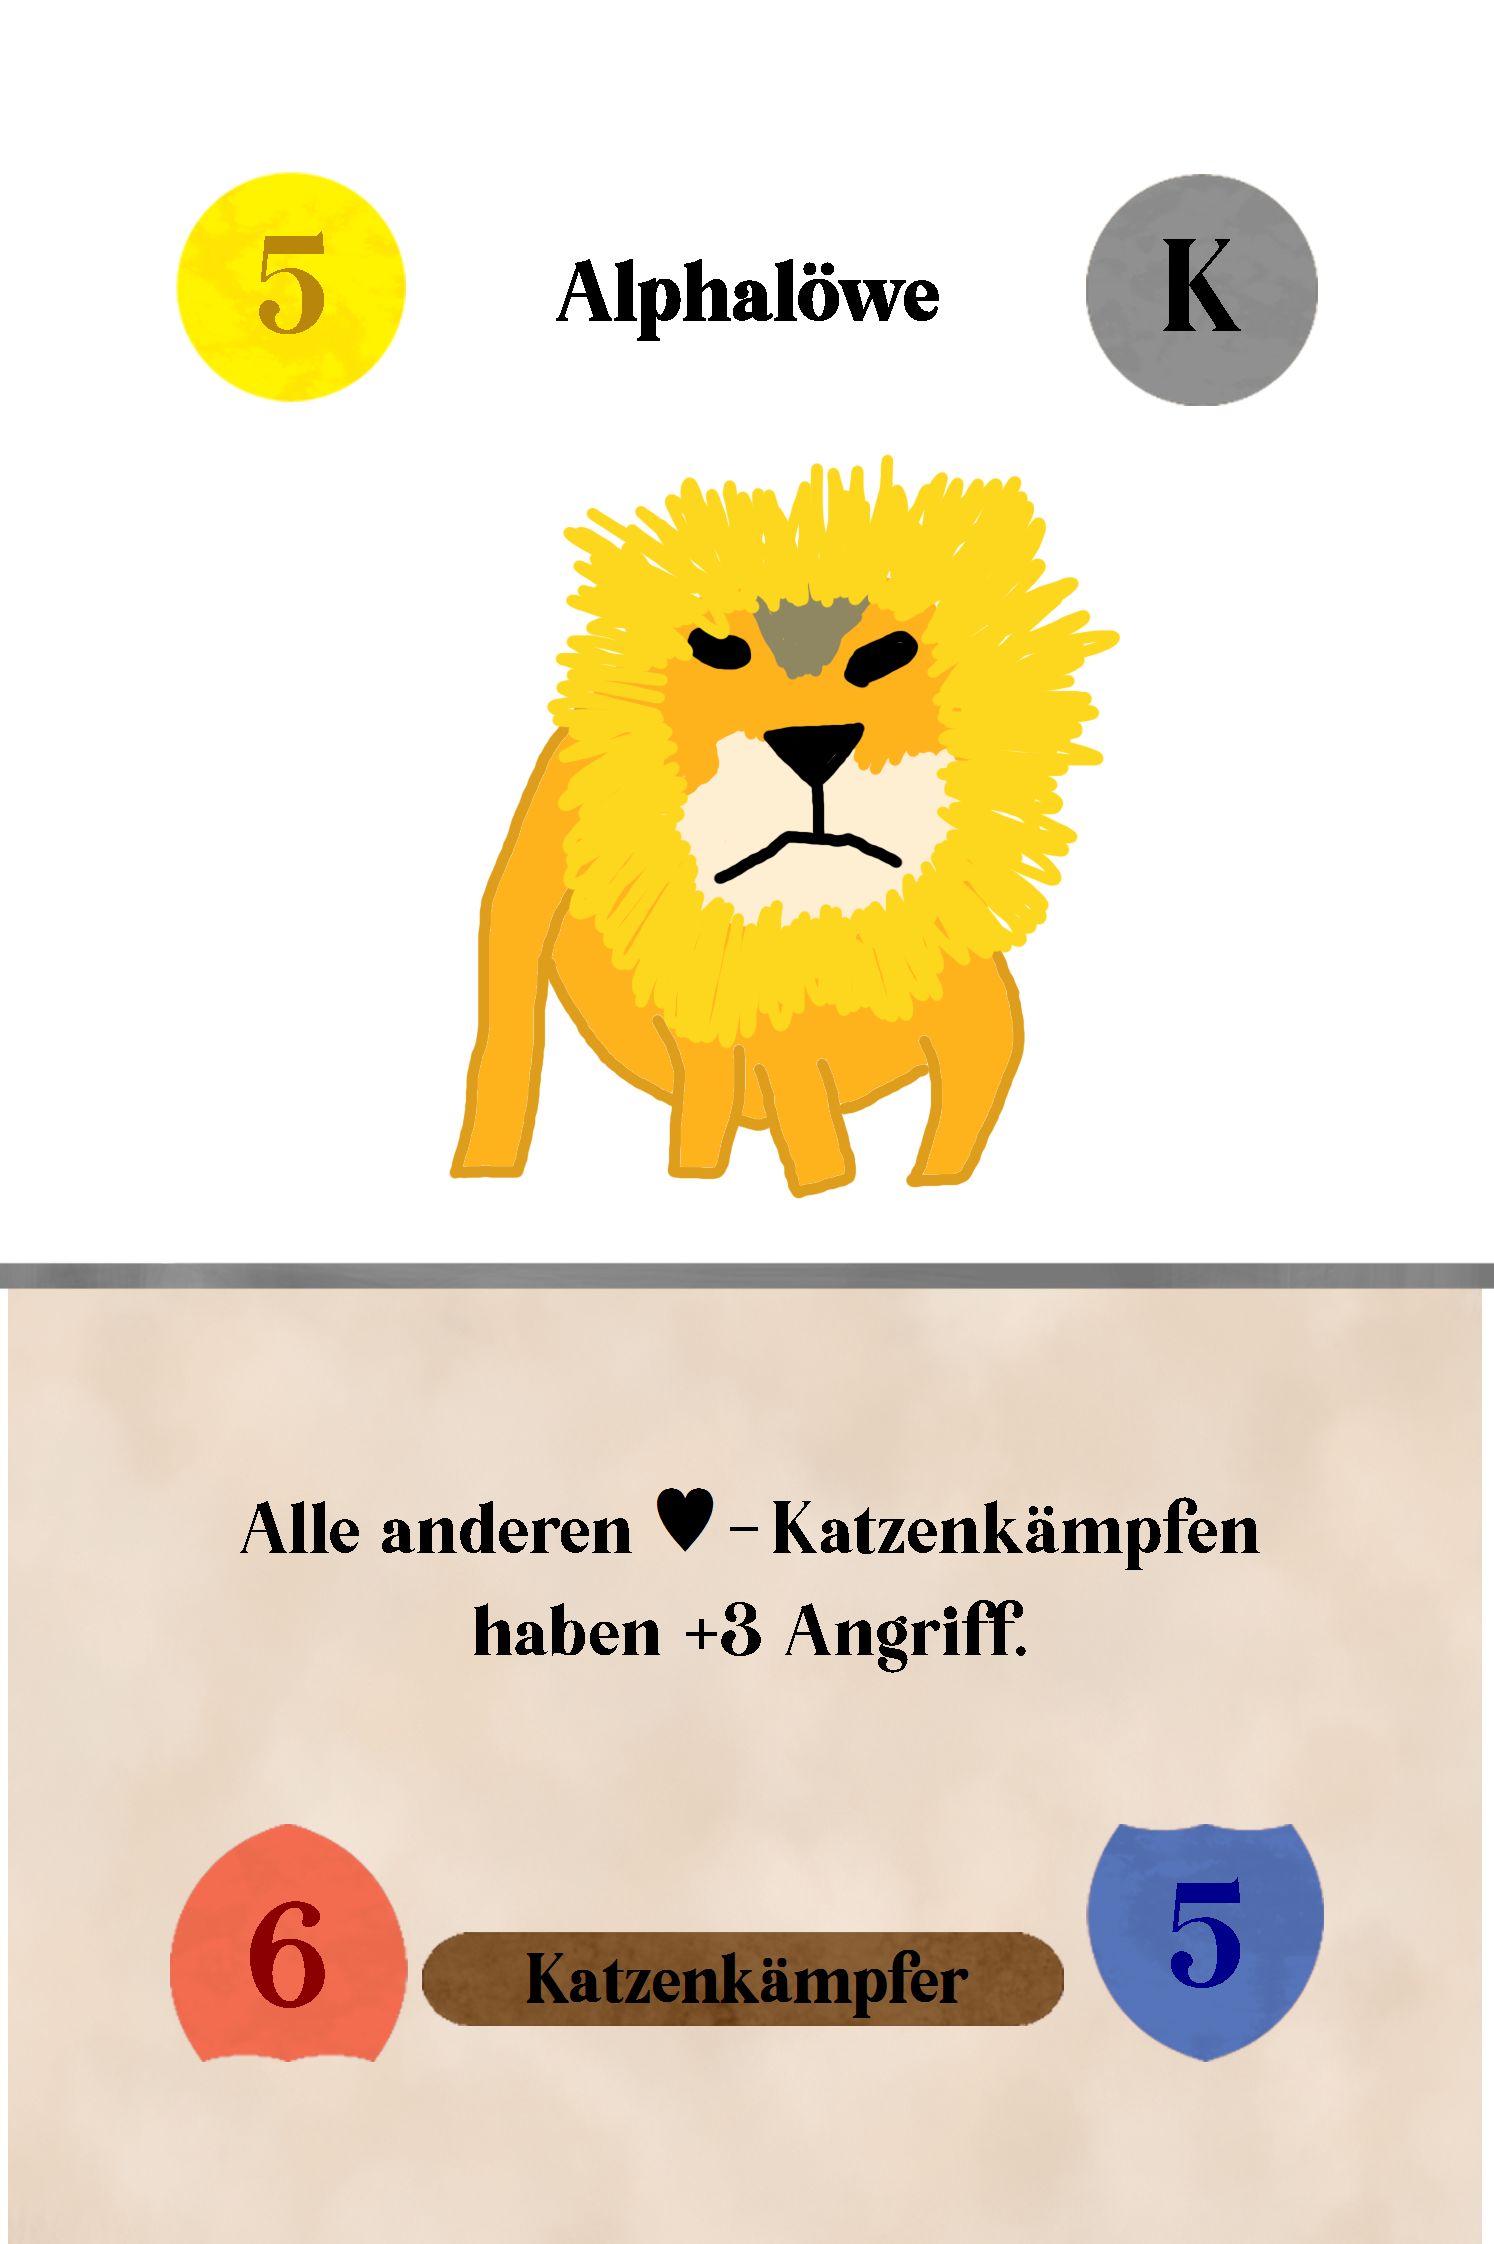 5 Alphalöwe K
Alle anderen ♥ - Katzenkämpfen
haben +3 Angriff.
6 Katzenkämpfer 5